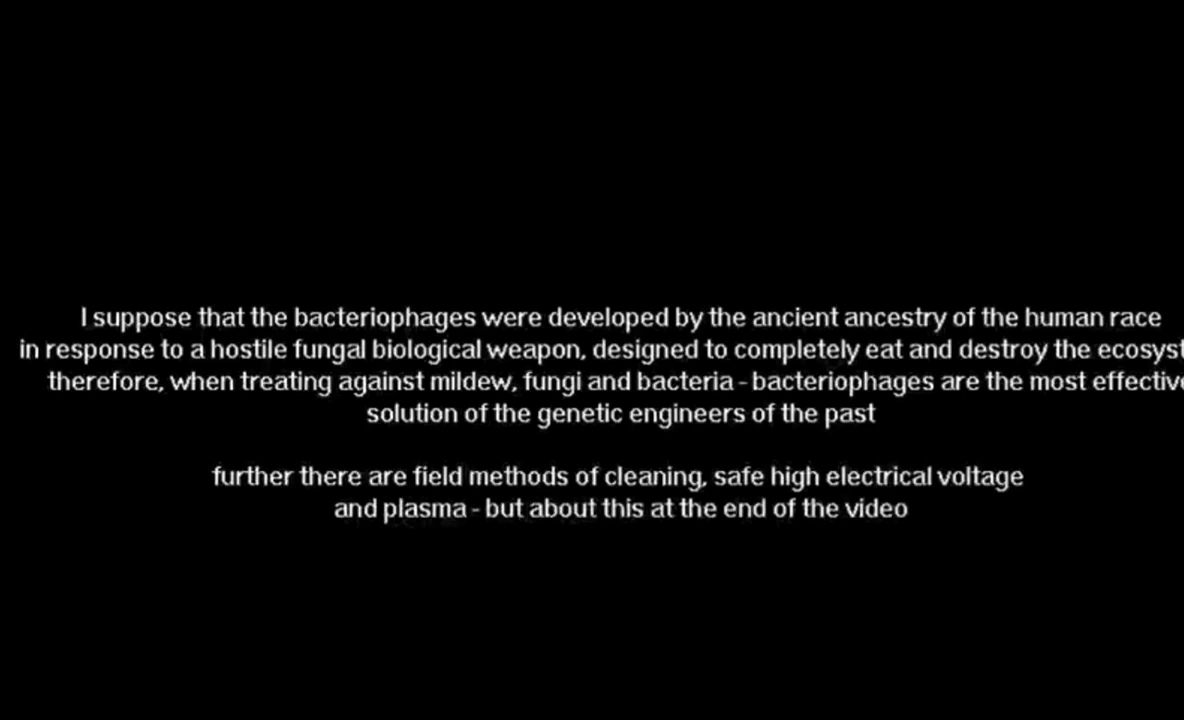 I suppose that the bacteriophages were developed by the ancient ancestry of the human race
in response to a hostile fungal biological weapon, designed to completely eat and destroy the
therefore, when treating against mildew, fungi and bacteria - bacteriophages are the most
solution of the genetic engineers of the past
further there are field methods of cleaning, safe high electrical voltage
and plasma - but about this at the end of the video